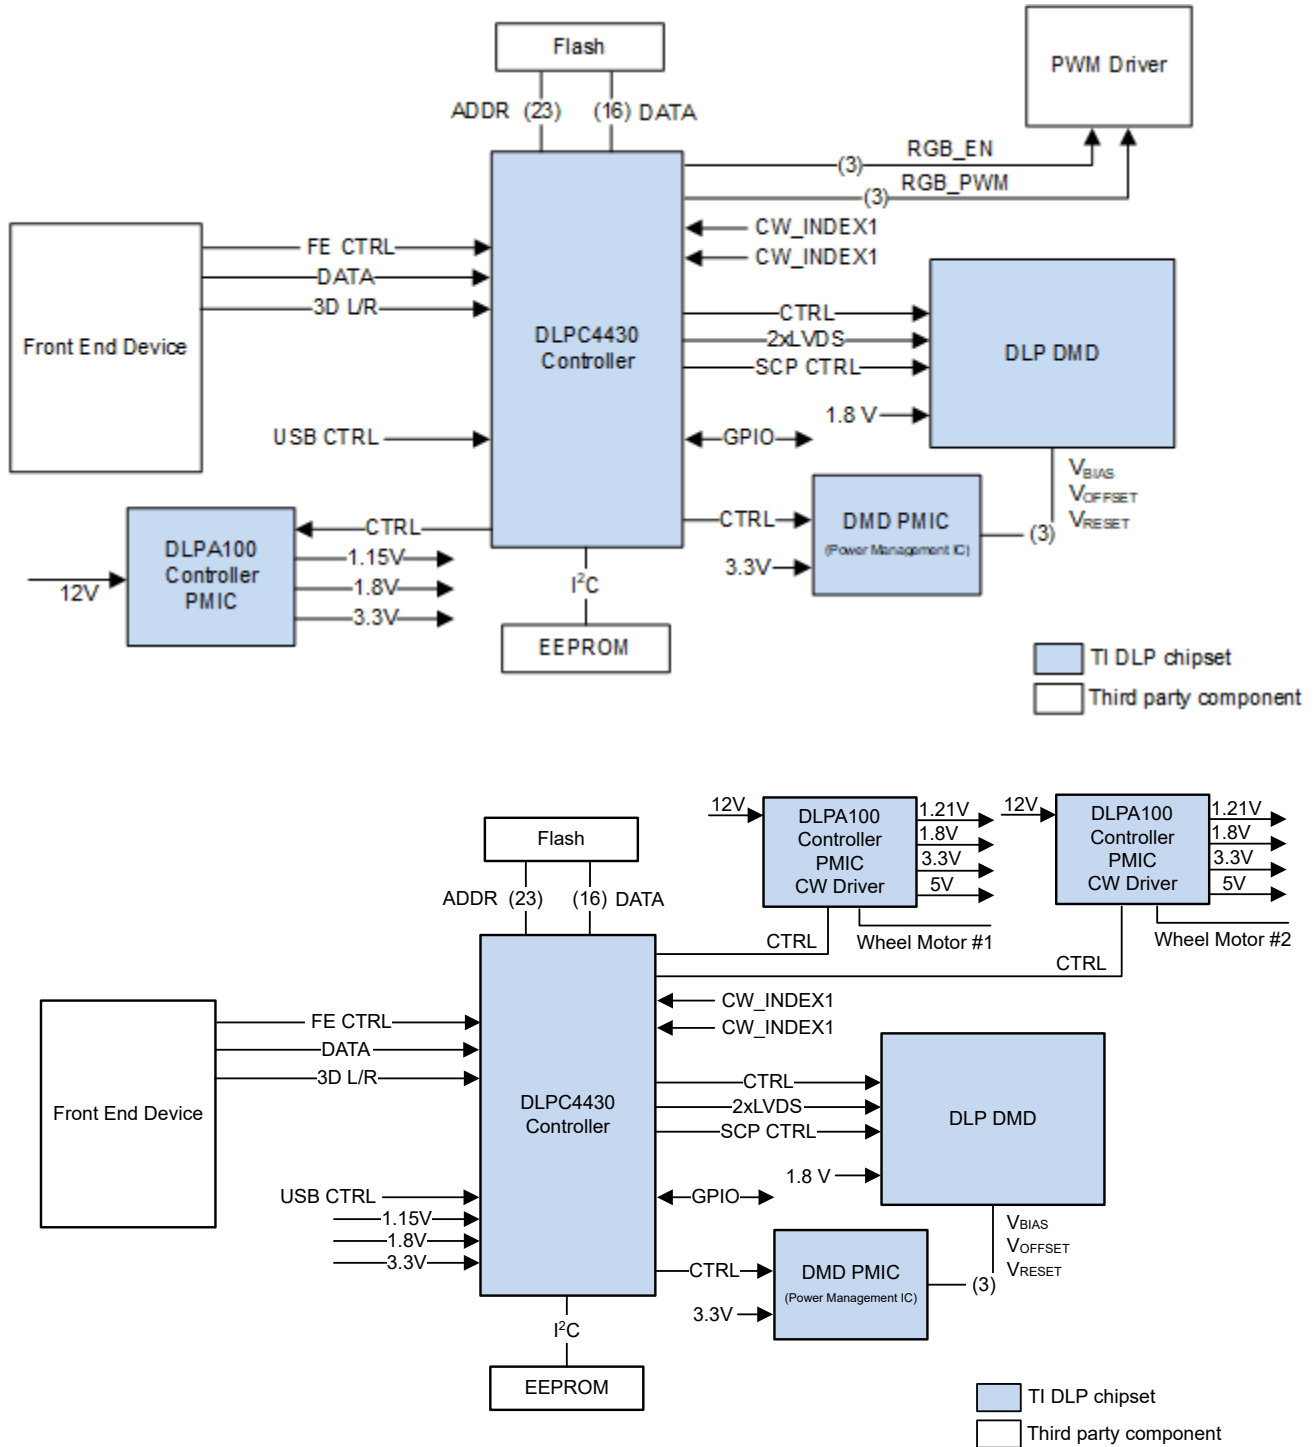 Flash
PWM Driver
ADDR (23) (16) DATA
RGB_EN
(3)
RGB_PWM
(3)
CW_INDEX1
CW_INDEX1
FE CTRL
DATA
3D L/R
Front End Device
DLPC4430
Controller
CTRL
2xLVDS
SCP CTRL
DLP DMD
1.8 V
USB CTRL
GPIO
VBIAS
VOFFSET
VRESET
(3)
CTRL
DMD PMIC
(Power Management IC)
3.3V
CTRL
DLPA100
Controller
PMIC
12V
1.15V
1.8V
3.3V
I²C
EEPROM
TI DLP chipset
Third party component
12V
DLPA100
Controller
PMIC
CW Driver
1.21V
1.8V
3.3V
5V
12V
DLPA100
Controller
PMIC
CW Driver
1.21V
1.8V
3.3V
5V
Flash
ADDR (23) (16) DATA
CTRL
Wheel Motor #1
CTRL
Wheel Motor #2
CW_INDEX1
CW_INDEX1
FE CTRL
DATA
3D L/R
Front End Device
DLPC4430
Controller
CTRL
2xLVDS
SCP CTRL
DLP DMD
1.8 V
USB CTRL
1.15V
1.8V
3.3V
GPIO
VBIAS
VOFFSET
VRESET
(3)
CTRL
DMD PMIC
(Power Management IC)
3.3V
I²C
EEPROM
TI DLP chipset
Third party component